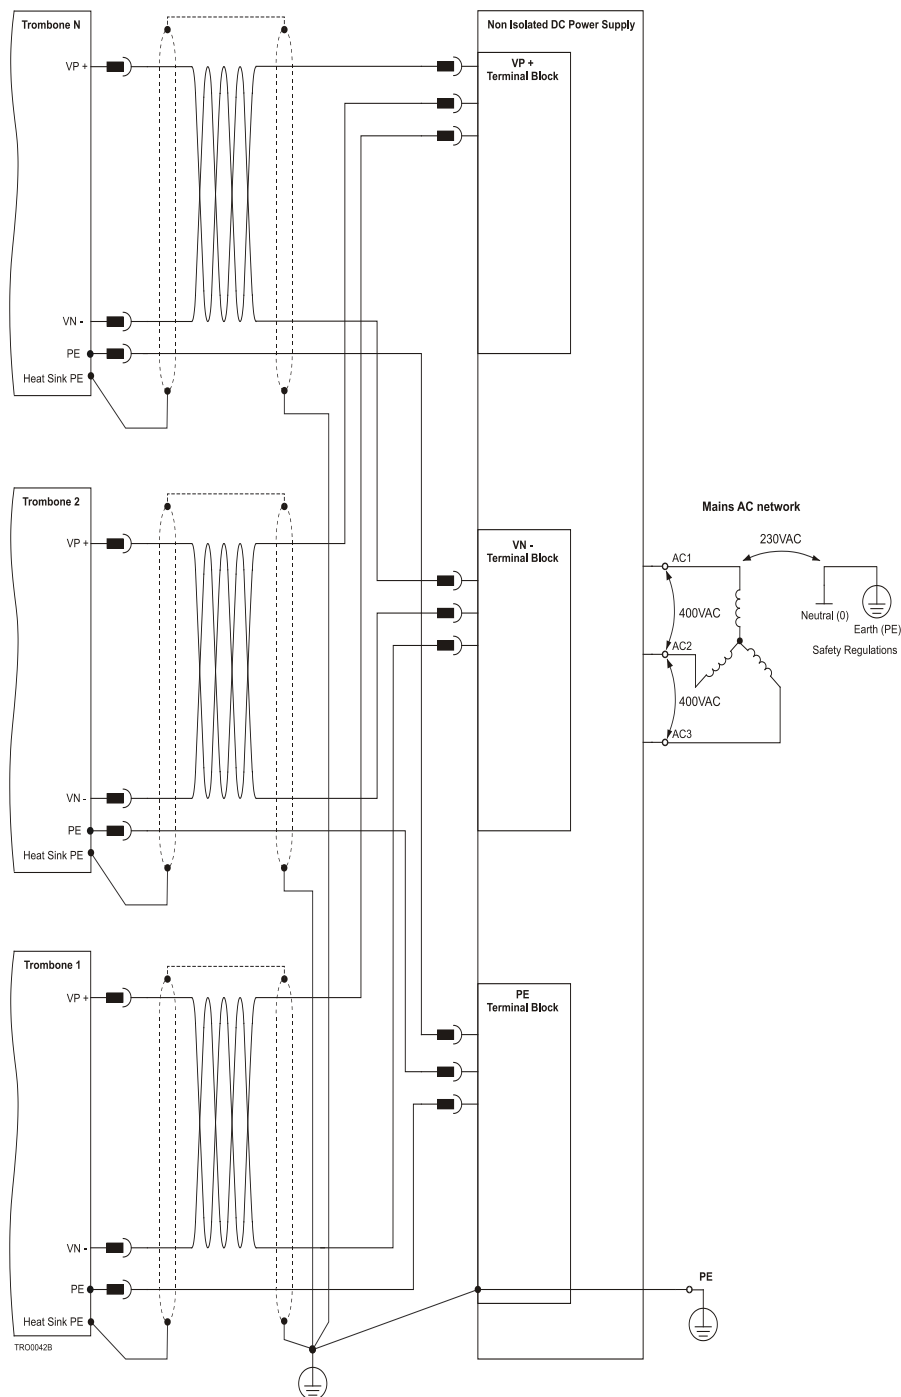 Trombone N
VP +
VN -
PE
Heat Sink PE
Non Isolated DC Power Supply
VP +
Terminal Block
Trombone 2
VP +
VN -
PE
Heat Sink PE
VN -
Terminal Block
Mains AC network
230VAC
AC1
400VAC
AC2
400VAC
AC3
Neutral (0)
Earth (PE)
Safety Regulations
Trombone 1
VP +
VN -
PE
Heat Sink PE
PE
Terminal Block
PE
TRO0042B